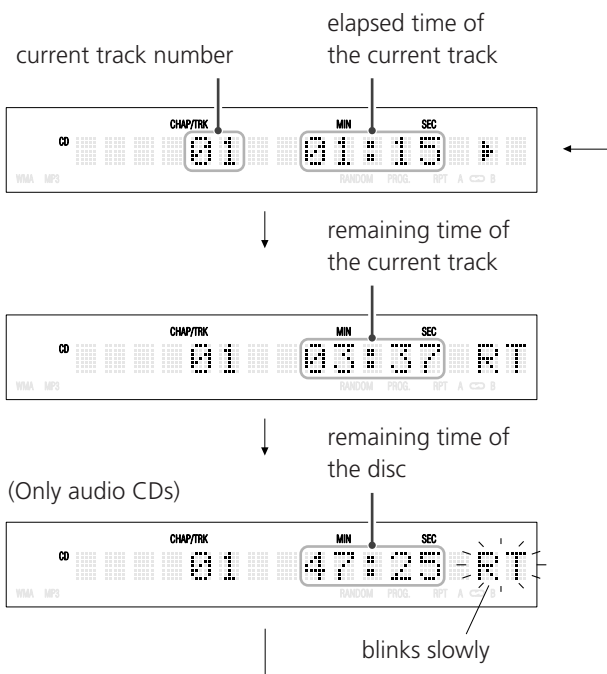 elapsed time of
current track number
the current track
CHAP/TRK MIN SEC
CD 01 01:15
WMA MP3 RANDOM PROG. RPT A B
remaining time of
the current track
CHAP/TRK MIN SEC
CD 01 03:37 RT
WMA MP3 RANDOM PROG. RPT A B
remaining time of
the disc
(Only audio CDs)
CHAP/TRK MIN SEC
CD 01 47:25 RT
WMA MP3 RANDOM PROG. RPT A B
blinks slowly